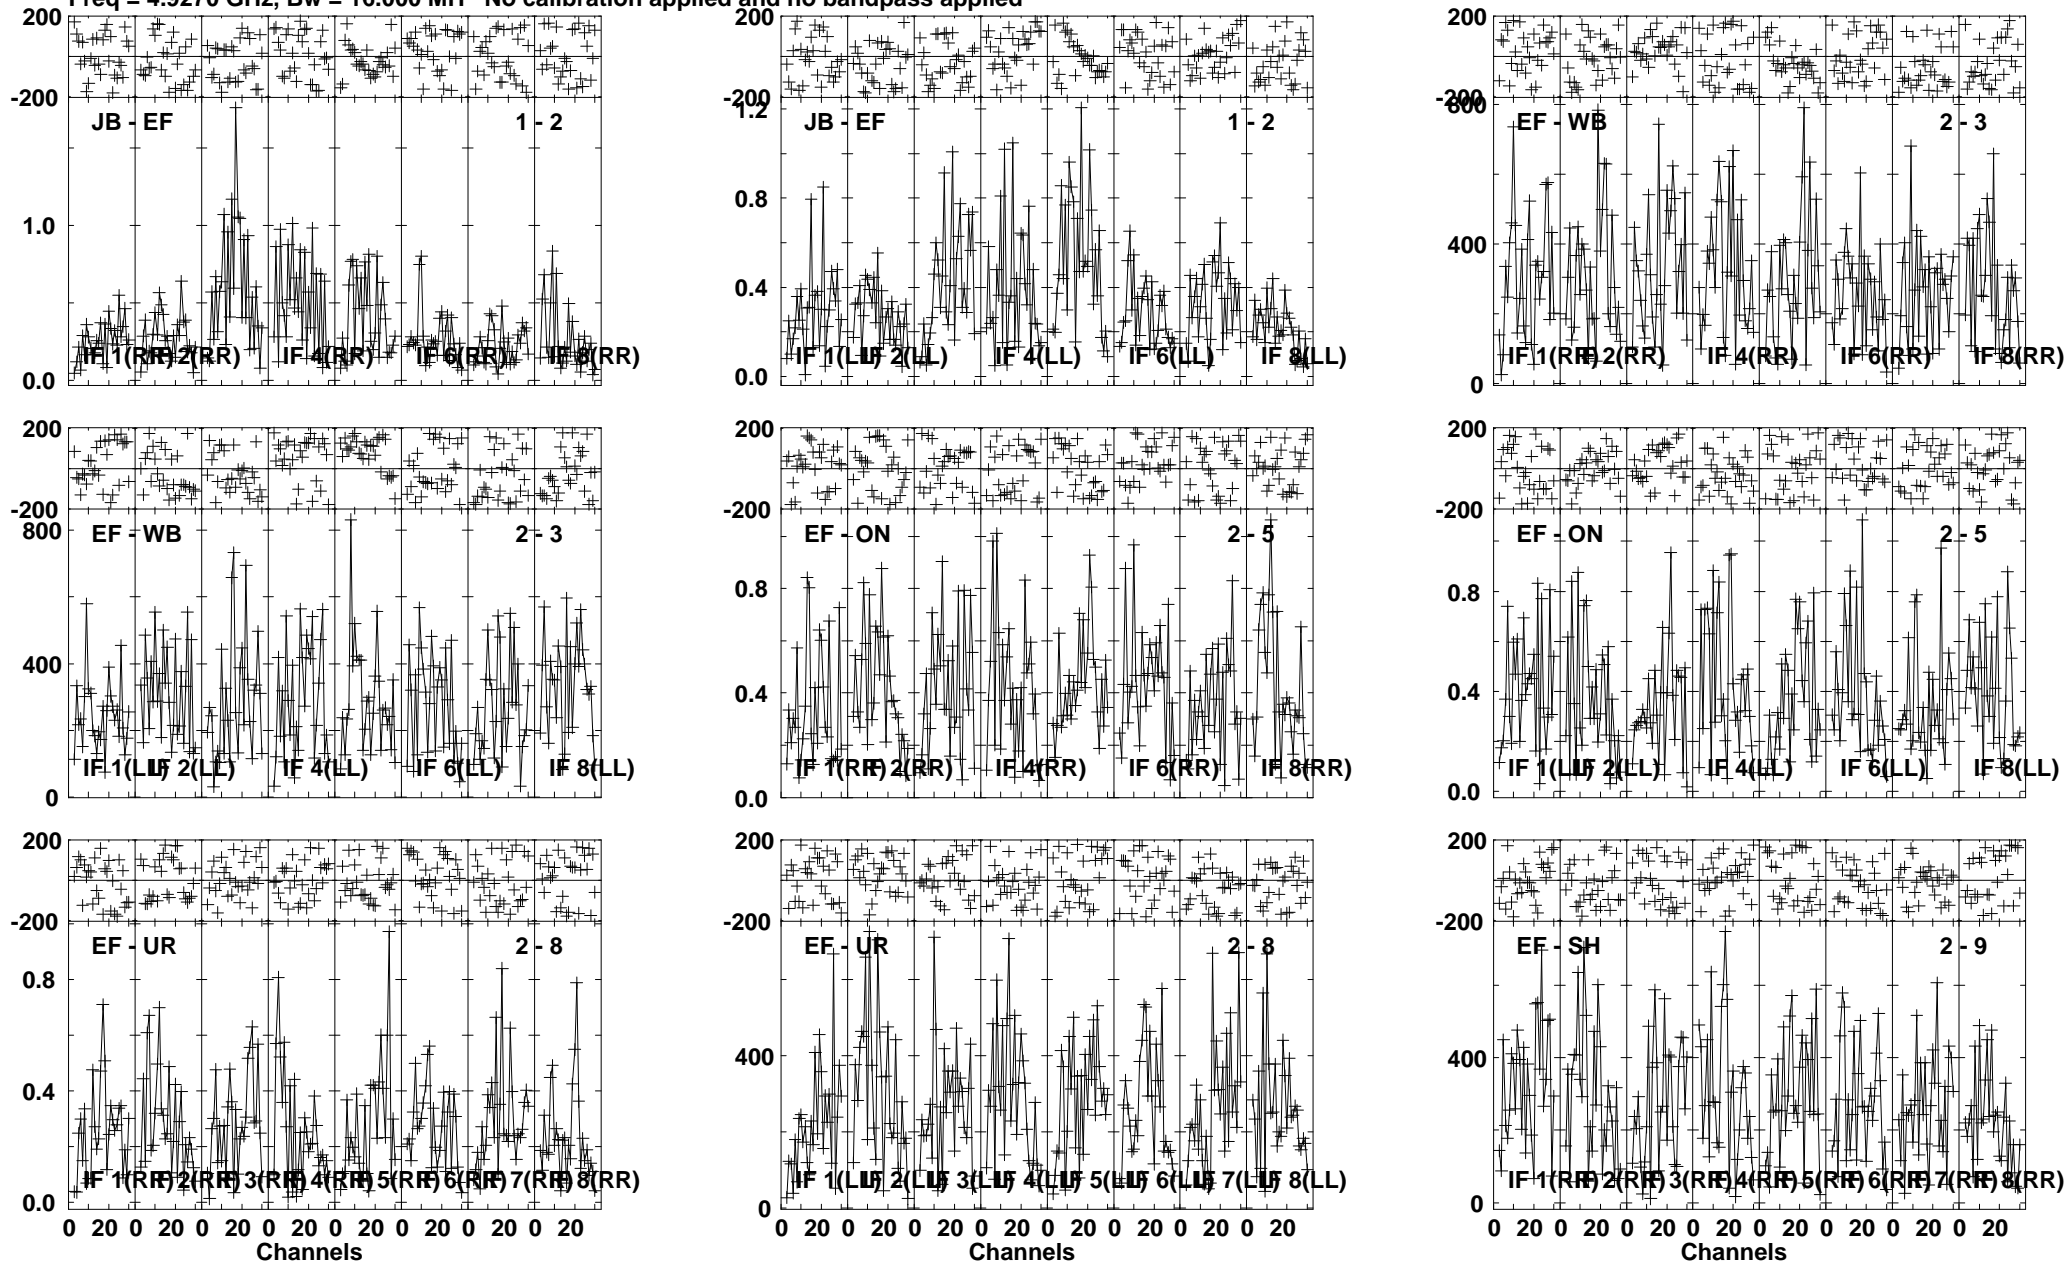 Freq = 4.9270 GHz, Bw = 16.000 MH No calibration applied and no bandpass applied
200
-200
JB - EF 1 - 2
1.0
0.0
IF 1(RR) IF 2(RR) IF 4(RR) IF 6(RR) IF 8(RR)
-200
1.2
JB - EF 1 - 2
0.8
0.4
0.0
IF 1(LL) IF 2(LL) IF 4(LL) IF 6(LL) IF 8(LL)
200
-200
800
EF - WB 2 - 3
400
0
IF 1(RR) IF 2(RR) IF 4(RR) IF 6(RR) IF 8(RR)
200
-200
800
EF - WB 2 - 3
400
0
IF 1(LL) IF 2(LL) IF 4(LL) IF 6(LL) IF 8(LL)
200
-200
EF - ON 2 - 5
0.8
0.4
0.0
IF 1(RR) IF 2(RR) IF 4(RR) IF 6(RR) IF 8(RR)
200
-200
EF - ON 2 - 5
0.8
0.4
0.0
IF 1(LL) IF 2(LL) IF 4(LL) IF 6(LL) IF 8(LL)
200
-200
EF - UR 2 - 8
0.8
0.4
0.0
IF 1(RR) IF 2(RR) IF 3(RR) IF 4(RR) IF 5(RR) IF 6(RR) IF 7(RR) IF 8(RR)
0 20 0 20 0 20 0 20 0 20 0 20 0 20 0 20
Channels
200
-200
EF - UR 2 - 8
400
0
IF 1(LL) IF 2(LL) IF 3(LL) IF 4(LL) IF 5(LL) IF 6(LL) IF 7(LL) IF 8(LL)
0 20 0 20 0 20 0 20 0 20 0 20 0 20 0 20
200
-200
EF - SH 2 - 9
400
0
IF 1(RR) IF 2(RR) IF 3(RR) IF 4(RR) IF 5(RR) IF 6(RR) IF 7(RR) IF 8(RR)
0 20 0 20 0 20 0 20 0 20 0 20 0 20 0 20
Channels